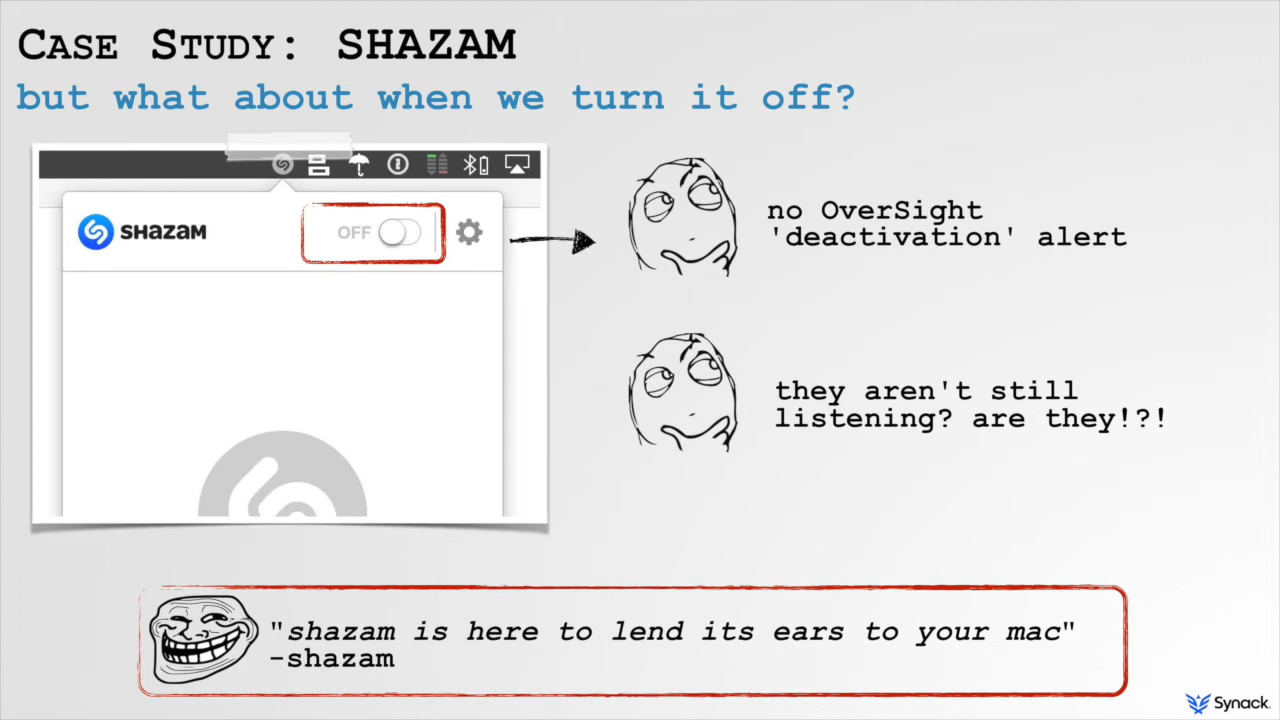 CASE STUDY: SHAZAM
but what about when we turn it off?
SHAZAM
OFF
no OverSight
'deactivation' alert
they aren't still
listening? are they!?!
"shazam is here to lend its ears to your mac"
-shazam
Synack.